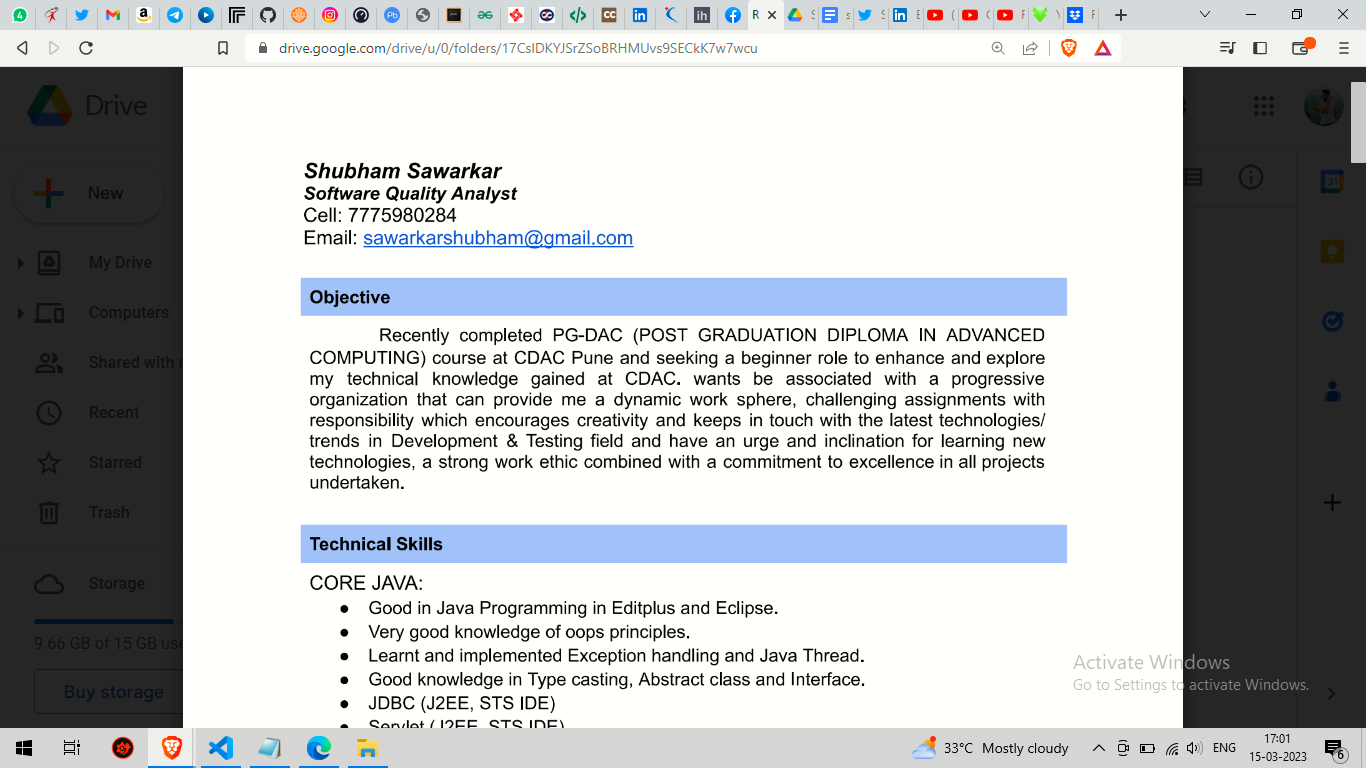 drive.google.com/drive/u/0/folders/17CsIDKYJSrZSoBRHMUvs9SECkK7w7wcu
Drive
New
My Drive
Computers
Shared with
Recent
Starred
Trash
Storage
9.66 GB of 15 GB use
Buy storage
Shubham Sawarkar
Software Quality Analyst
Cell: 7775980284
Email: sawarkarshubham@gmail.com
Objective
Recently completed PG-DAC (POST GRADUATION DIPLOMA IN ADVANCED
COMPUTING) course at CDAC Pune and seeking a beginner role to enhance and explore
my technical knowledge gained at CDAC. wants be associated with a progressive
organization that can provide me a dynamic work sphere, challenging assignments with
responsibility which encourages creativity and keeps in touch with the latest technologies/
trends in Development & Testing field and have an urge and inclination for learning new
technologies, a strong work ethic combined with a commitment to excellence in all projects
undertaken.
Technical Skills
CORE JAVA:
● Good in Java Programming in Editplus and Eclipse.
● Very good knowledge of oops principles.
● Learnt and implemented Exception handling and Java Thread.
● Good knowledge in Type casting, Abstract class and Interface.
● JDBC (J2EE, STS IDE)
● Servlet (J2EE, STS IDE)
Activate Windows
Go to Settings to activate Windows.
33°C Mostly cloudy
ENG
17:01
15-03-2023
6